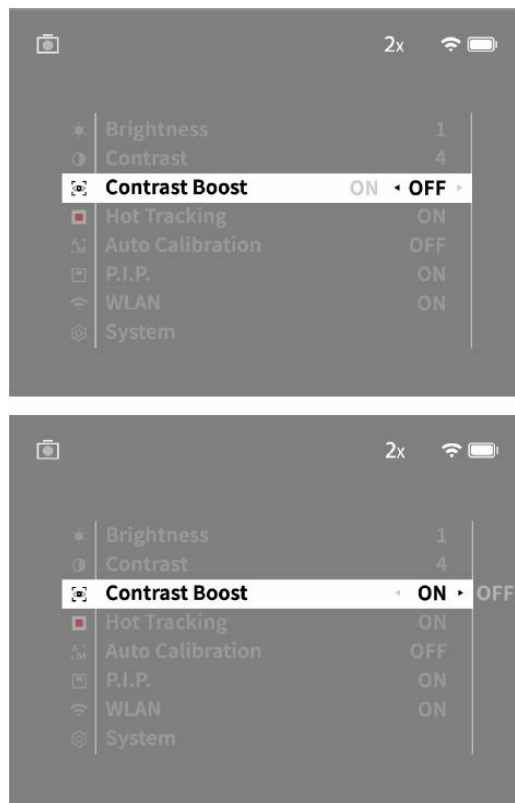 2x
Brightness 1
Contrast 4
Contrast Boost ON OFF
Hot Tracking ON
Auto Calibration OFF
P.I.P. ON
WLAN ON
System
2x
Brightness 1
Contrast 4
Contrast Boost ON OFF
Hot Tracking ON
Auto Calibration OFF
P.I.P. ON
WLAN ON
System